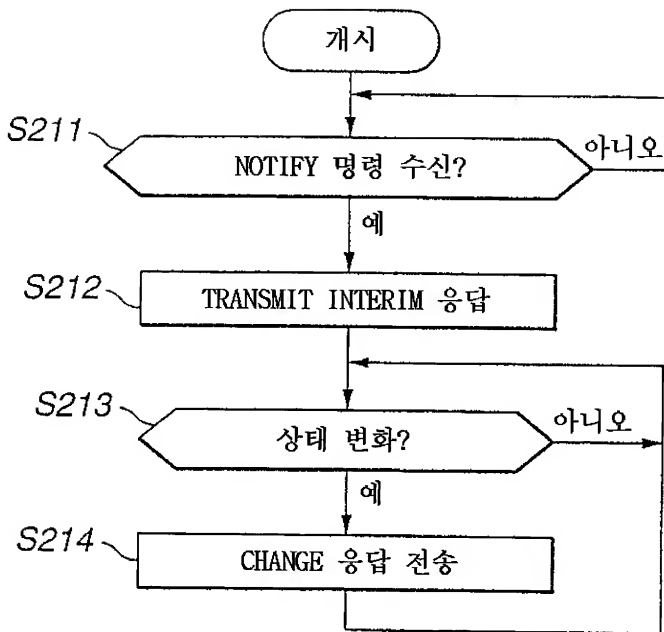 개시
S211
NOTIFY 명령 수신?
아니오
예
S212
TRANSMIT INTERIM 응답
S213
상태 변화?
아니오
예
S214
CHANGE 응답 전송